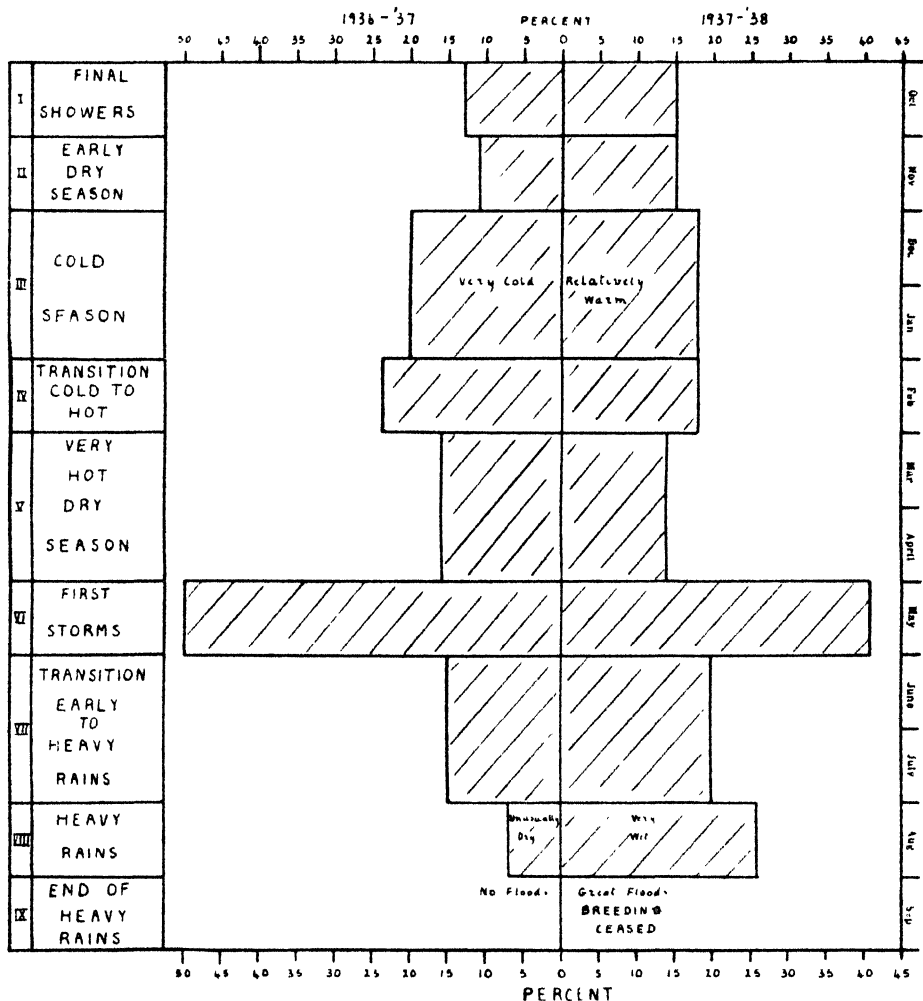 1936-'37 PERCENT 1937-'38
50 45 40 35 30 25 20 15 10 5 0 5 10 15 20 25 30 35 40 45
I FINAL SHOWERS Oct
II EARLY DRY SEASON Nov
III COLD SEASON Dec Jan
Very Cold
Relatively Warm
IV TRANSITION COLD TO HOT Feb
V VERY HOT DRY SEASON Mar April
VI FIRST STORMS May
VII TRANSITION EARLY TO HEAVY RAINS June July
VIII HEAVY RAINS Aug
Unusually Dry
Very Wet
IX END OF HEAVY RAINS Sep
No Floods
Great Floods
BREEDING CEASED
50 45 40 35 30 25 20 15 10 5 0 5 10 15 20 25 30 35 40 45
PERCENT